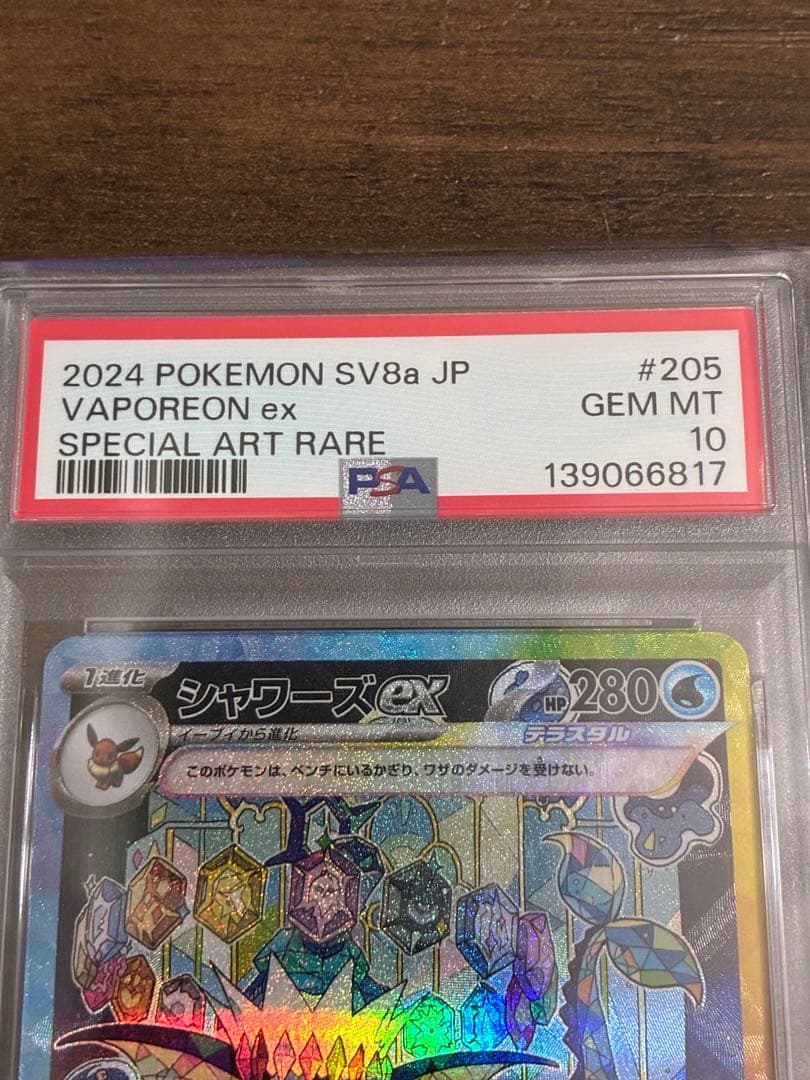 2024 POKEMON SV8a JP #205
VAPOREON ex GEM MT
SPECIAL ART RARE 10
PSA 139066817
1進化 シャワーズex HP280
イーブイから進化 テラスタル
このポケモンは、ベンチにいるかぎり、ワザのダメージを受けない。